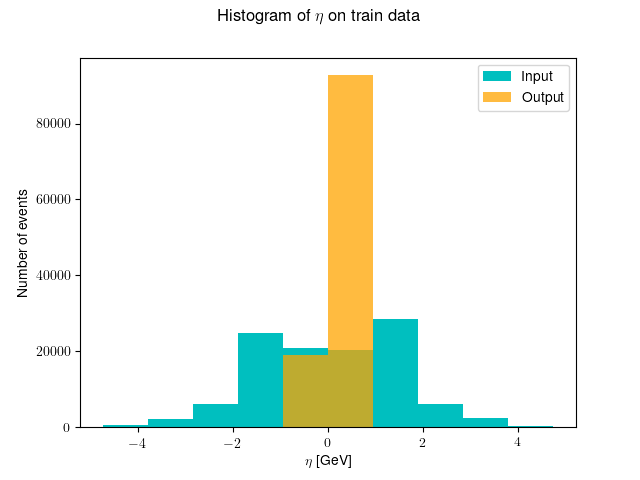 Histogram of η on train data
Input
Output
Number of events
80000
60000
40000
20000
0
−4
−2
0
2
4
η [GeV]